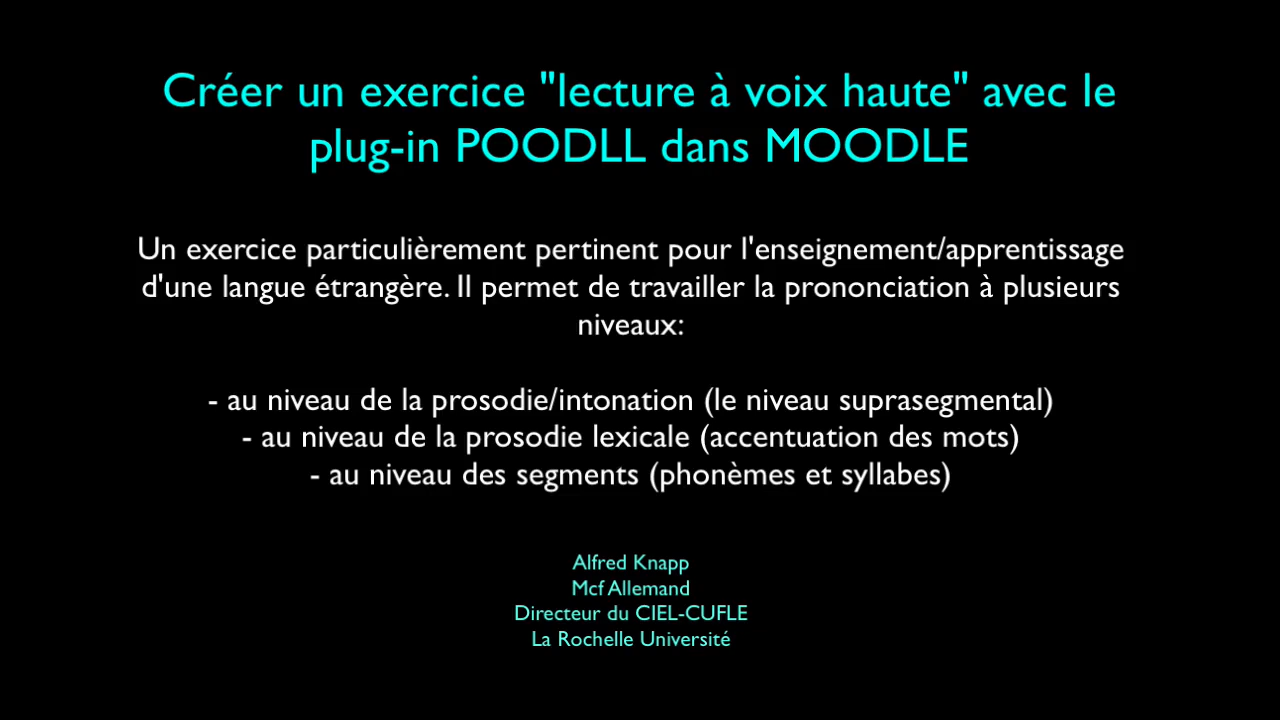 Créer un exercice "lecture à voix haute" avec le
plug-in POODLL dans MOODLE
Un exercice particulièrement pertinent pour l'enseignement/apprentissage
d'une langue étrangère. Il permet de travailler la prononciation à plusieurs
niveaux:
- au niveau de la prosodie/intonation (le niveau suprasegmental)
- au niveau de la prosodie lexicale (accentuation des mots)
- au niveau des segments (phonèmes et syllabes)
Alfred Knapp
Mcf Allemand
Directeur du CIEL-CUFLE
La Rochelle Université